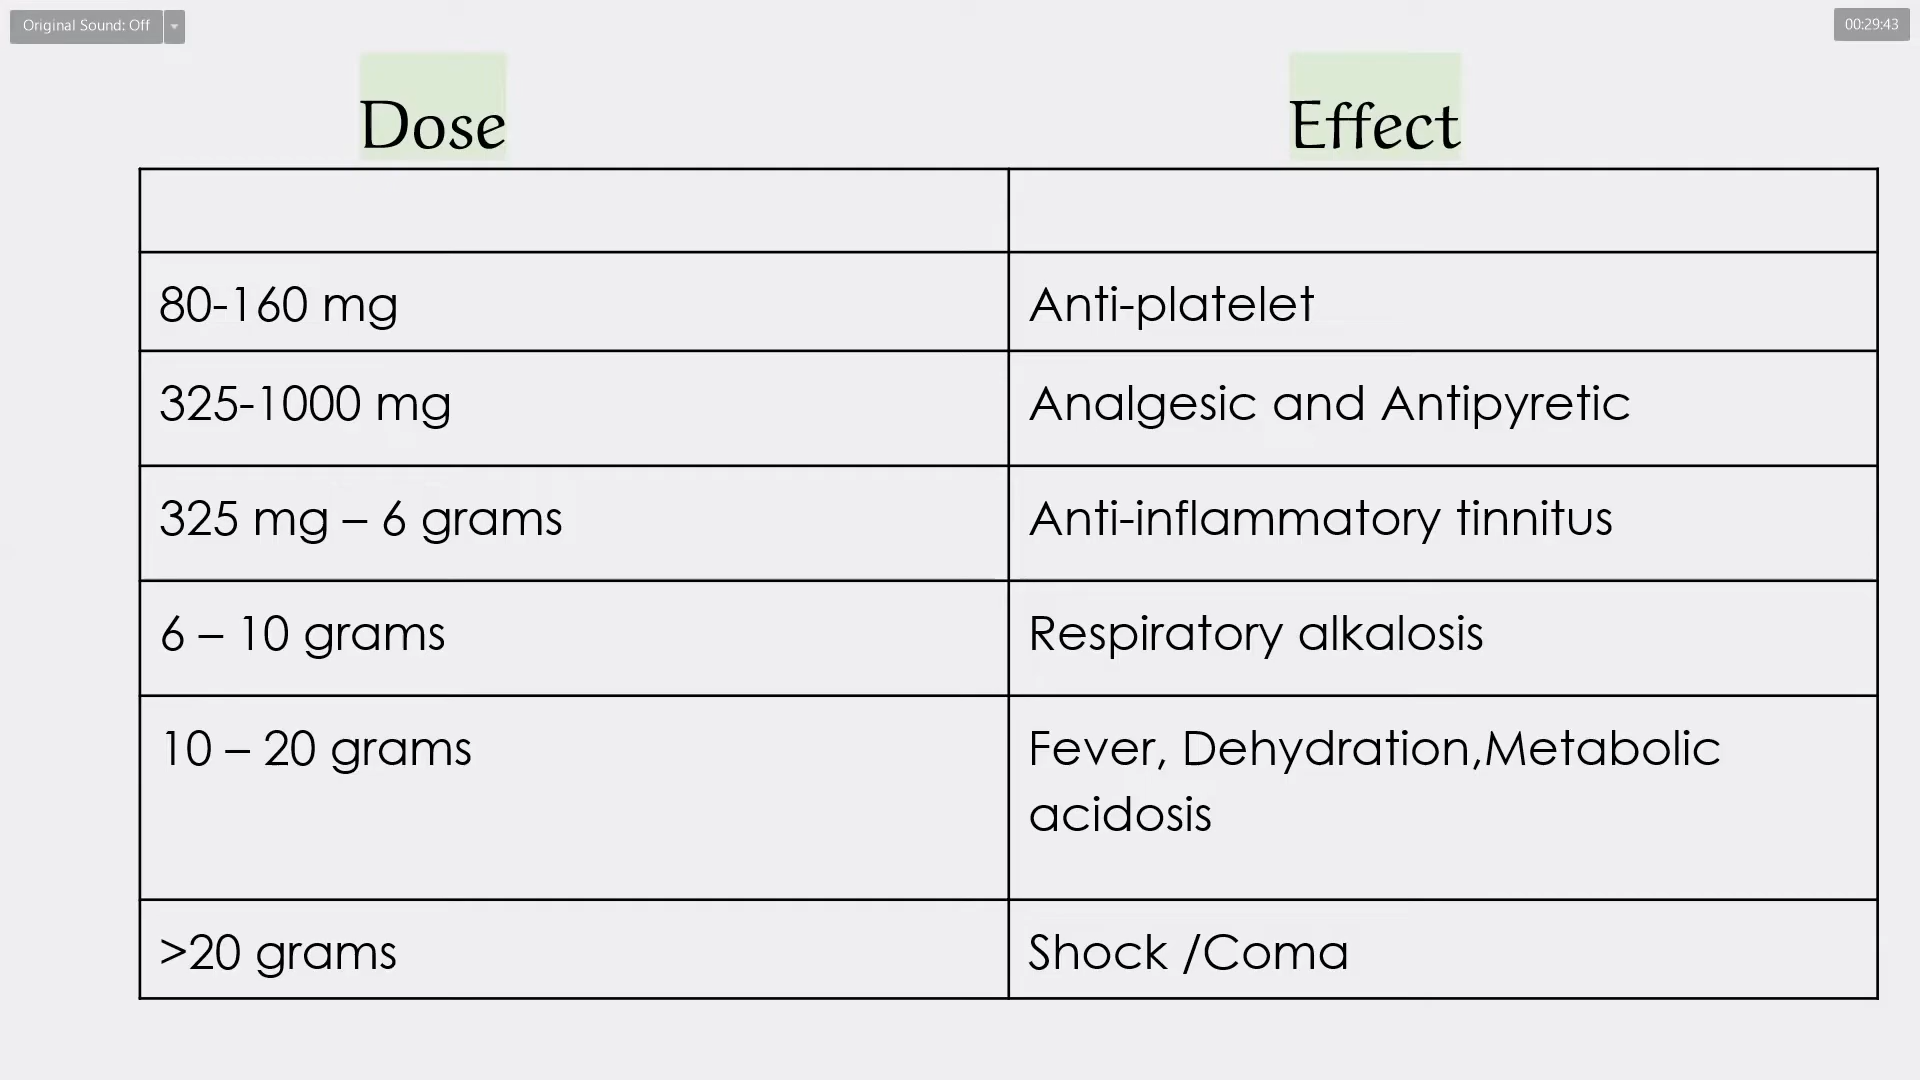 Original Sound: Off
00:29:43
Dose
Effect
80-160 mg
Anti-platelet
325-1000 mg
Analgesic and Antipyretic
325 mg – 6 grams
Anti-inflammatory tinnitus
6 – 10 grams
Respiratory alkalosis
10 – 20 grams
Fever, Dehydration,Metabolic
acidosis
>20 grams
Shock /Coma